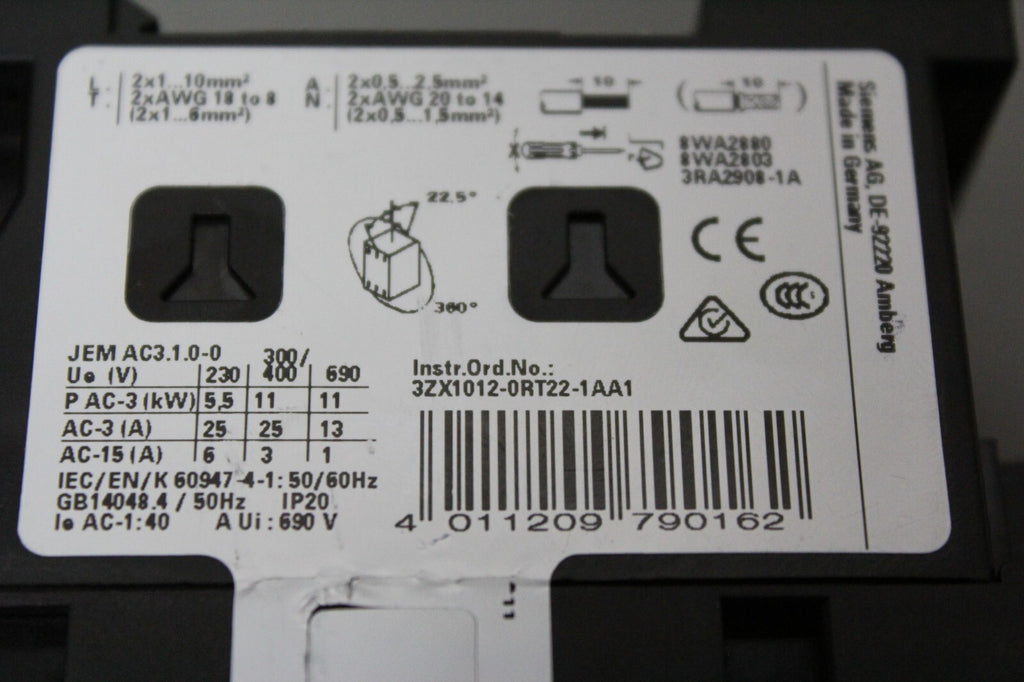 L 2x1...10mm²
T 2xAWG 18 to 8
(2x1...6mm²)
A 2x0.5...2.5mm²
N 2xAWG 20 to 14
(2x0,5...1,5mm²)
10
( 10 )
8WA2880
8WA2803
3RA2908-1A
22.5°
360°
CE
CCC
Siemens AG, DE-92220 Amberg
Made in Germany
JEM AC3.1.0-0
300/
Ue (V) 230 400 690
P AC-3 (kW) 5,5 11 11
AC-3 (A) 25 25 13
AC-15 (A) 6 3 1
IEC/EN/K 60947-4-1: 50/60Hz
GB14048.4 / 50Hz IP20
Ie AC-1: 40 A Ui: 690 V
Instr.Ord.No.:
3ZX1012-0RT22-1AA1
4 011209 790162